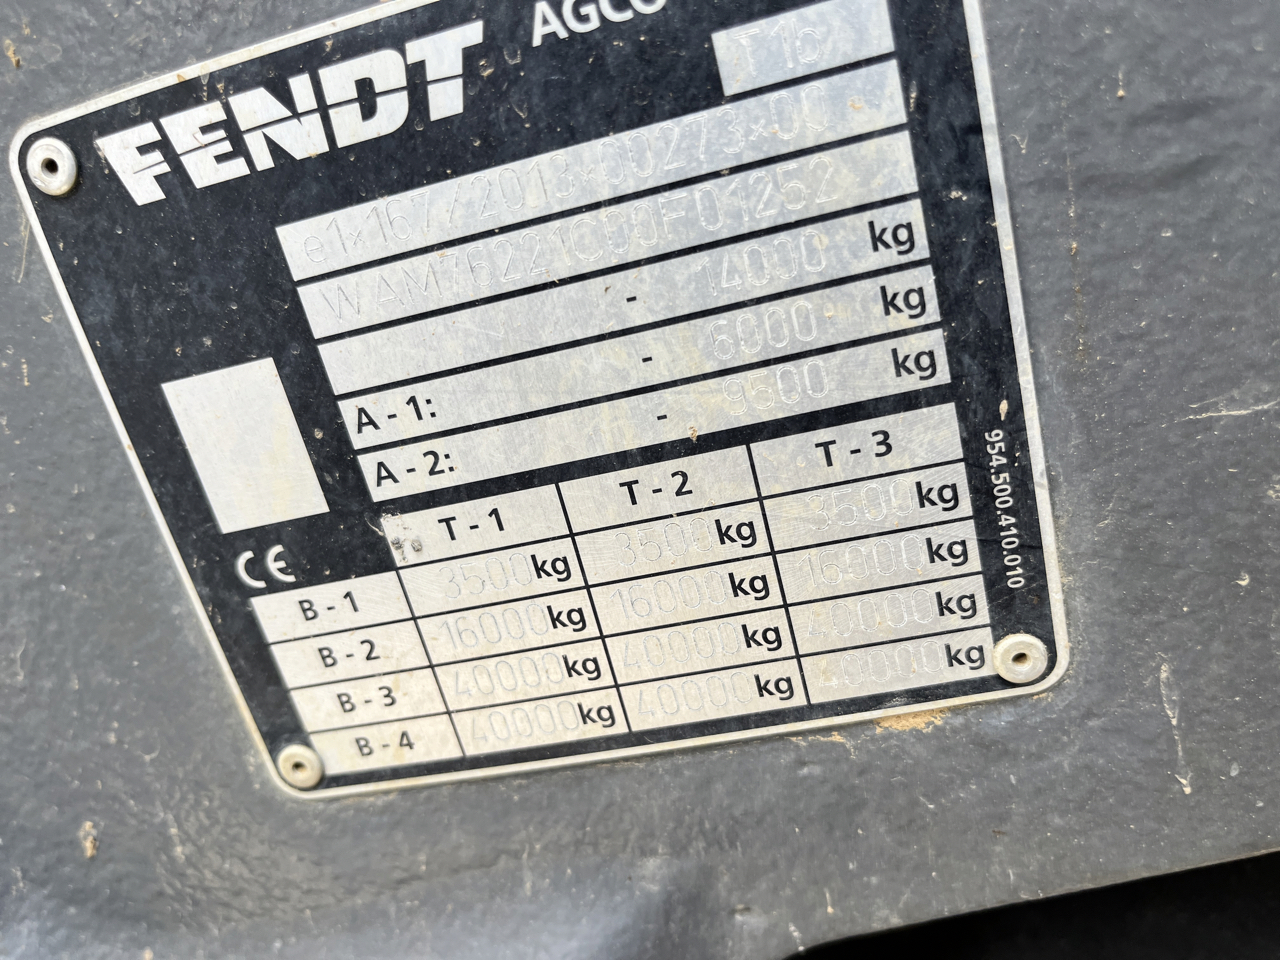 FENDT AGCO
T1b
e1*167/2013*00273*00
WAM76221C00F01252
- 14000 kg
A - 1: - 6000 kg
A - 2: - 9500 kg
T - 1 T - 2 T - 3
B - 1 3500 kg 3500 kg 3500 kg
B - 2 16000 kg 16000 kg 16000 kg
B - 3 40000 kg 40000 kg 40000 kg
B - 4 40000 kg 40000 kg 40000 kg
CE
954.500.410.010